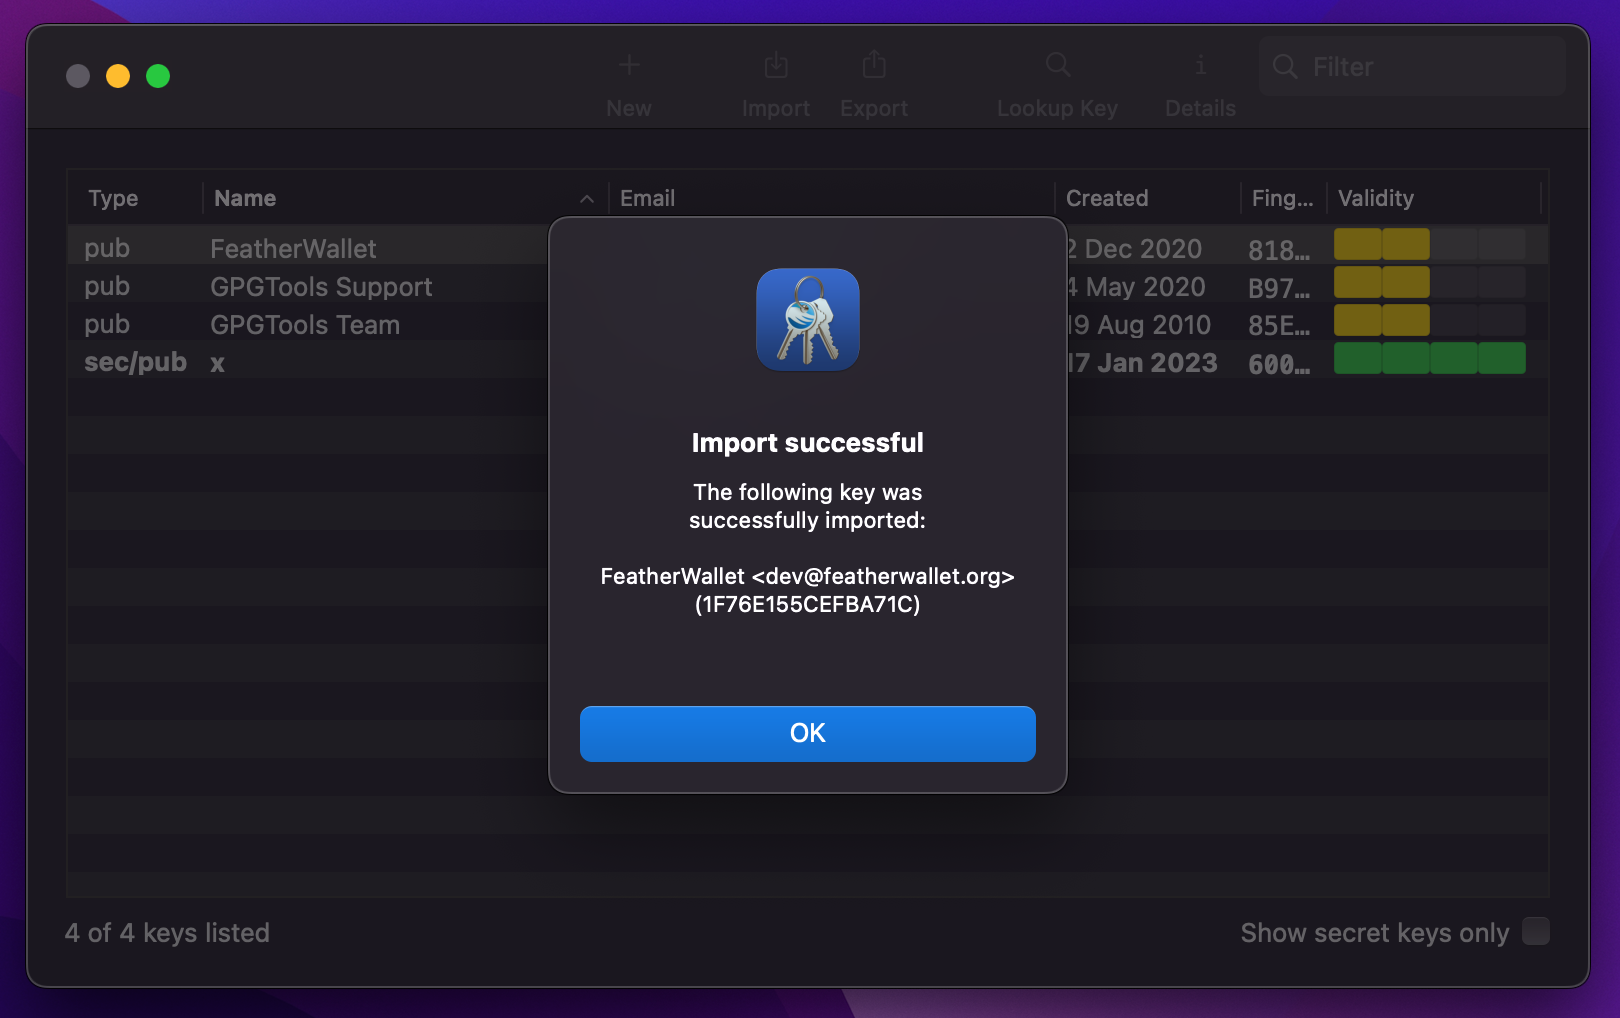 New
Import
Export
Lookup Key
Details
Filter
Type
Name
Email
Created
Fing...
Validity
pub
FeatherWallet
2 Dec 2020
818...
pub
GPGTools Support
4 May 2020
B97...
pub
GPGTools Team
19 Aug 2010
85E...
sec/pub
x
17 Jan 2023
600...
Import successful
The following key was
successfully imported:
FeatherWallet <dev@featherwallet.org>
(1F76E155CEFBA71C)
OK
4 of 4 keys listed
Show secret keys only